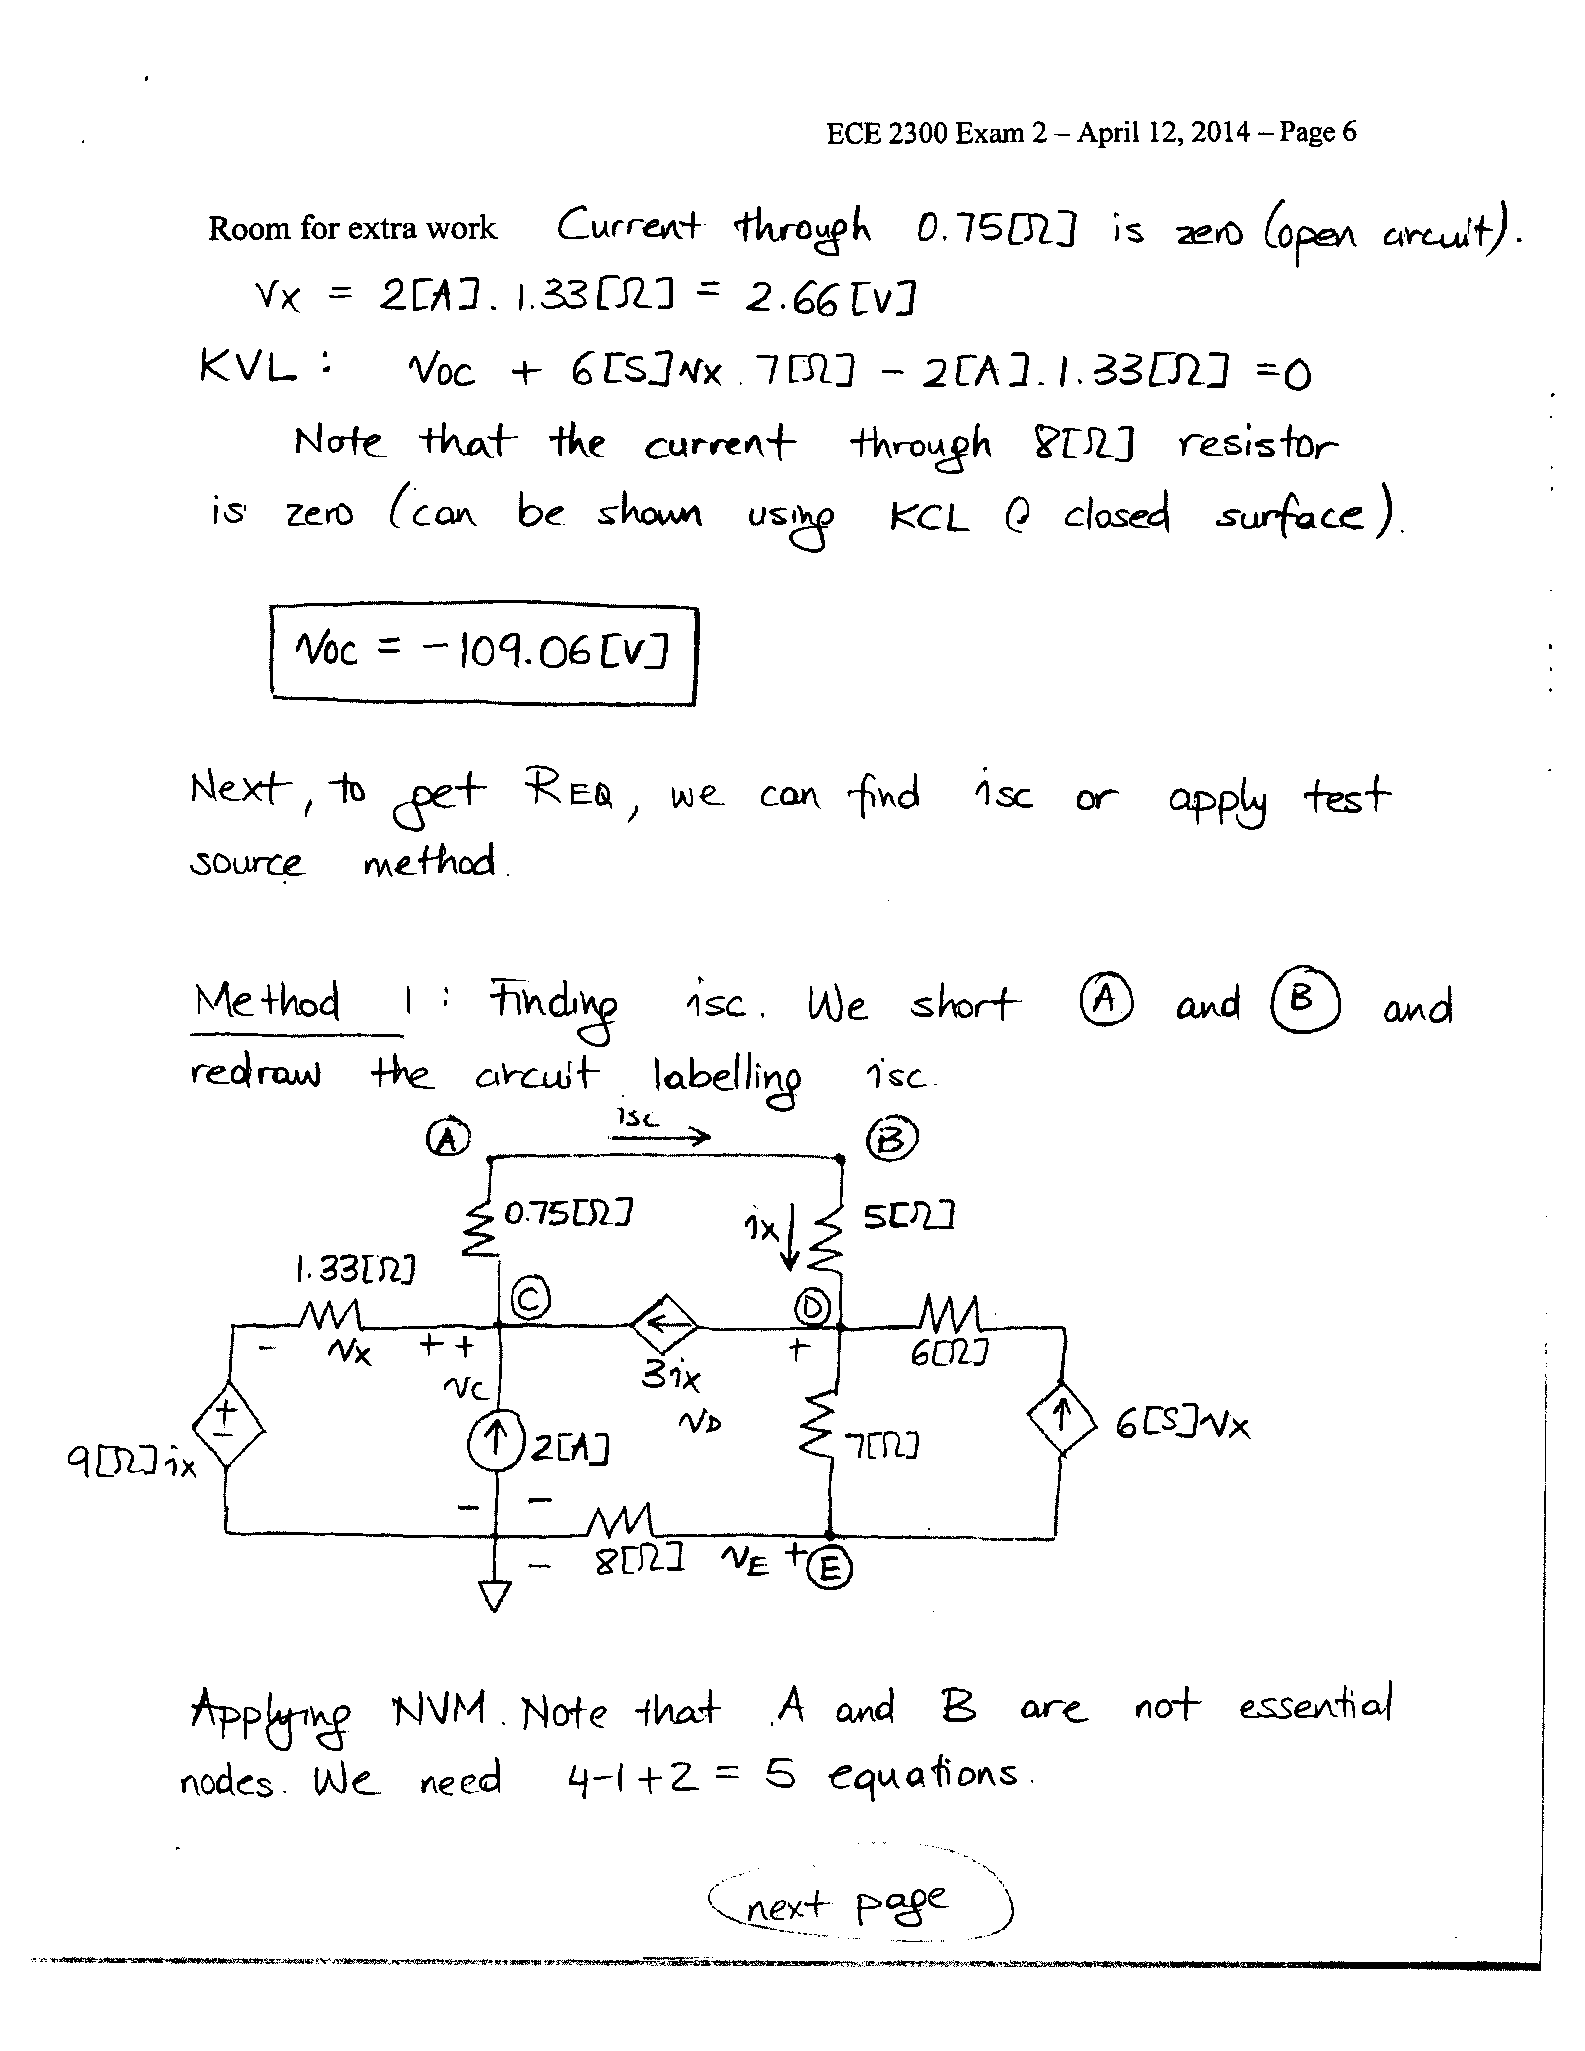 ECE 2300 Exam 2 – April 12, 2014 – Page 6
Room for extra work Current through 0.75[Ω] is zero (open circuit).
vx = 2[A]. 1.33[Ω] = 2.66[V]
KVL : vOC + 6[S]vx . 7[Ω] - 2[A]. 1.33[Ω] = 0
Note that the current through 8[Ω] resistor
is zero (can be shown using KCL @ closed surface).
vOC = -109.06[V]
Next, to get REQ, we can find isc or apply test
source method.
Method 1 : Finding isc. We short Ⓐ and Ⓑ and
redraw the circuit labelling isc.
isc
Ⓐ Ⓑ
0.75[Ω] ix 5[Ω]
1.33[Ω] Ⓒ Ⓓ
- vx + + + 6[Ω]
vC 3ix
+ - 9[Ω]ix 2[A] vD 7[Ω] 6[S]vx
- -
- 8[Ω] vE + Ⓔ
Applying NVM. Note that A and B are not essential
nodes. We need 4-1+2 = 5 equations.
next page